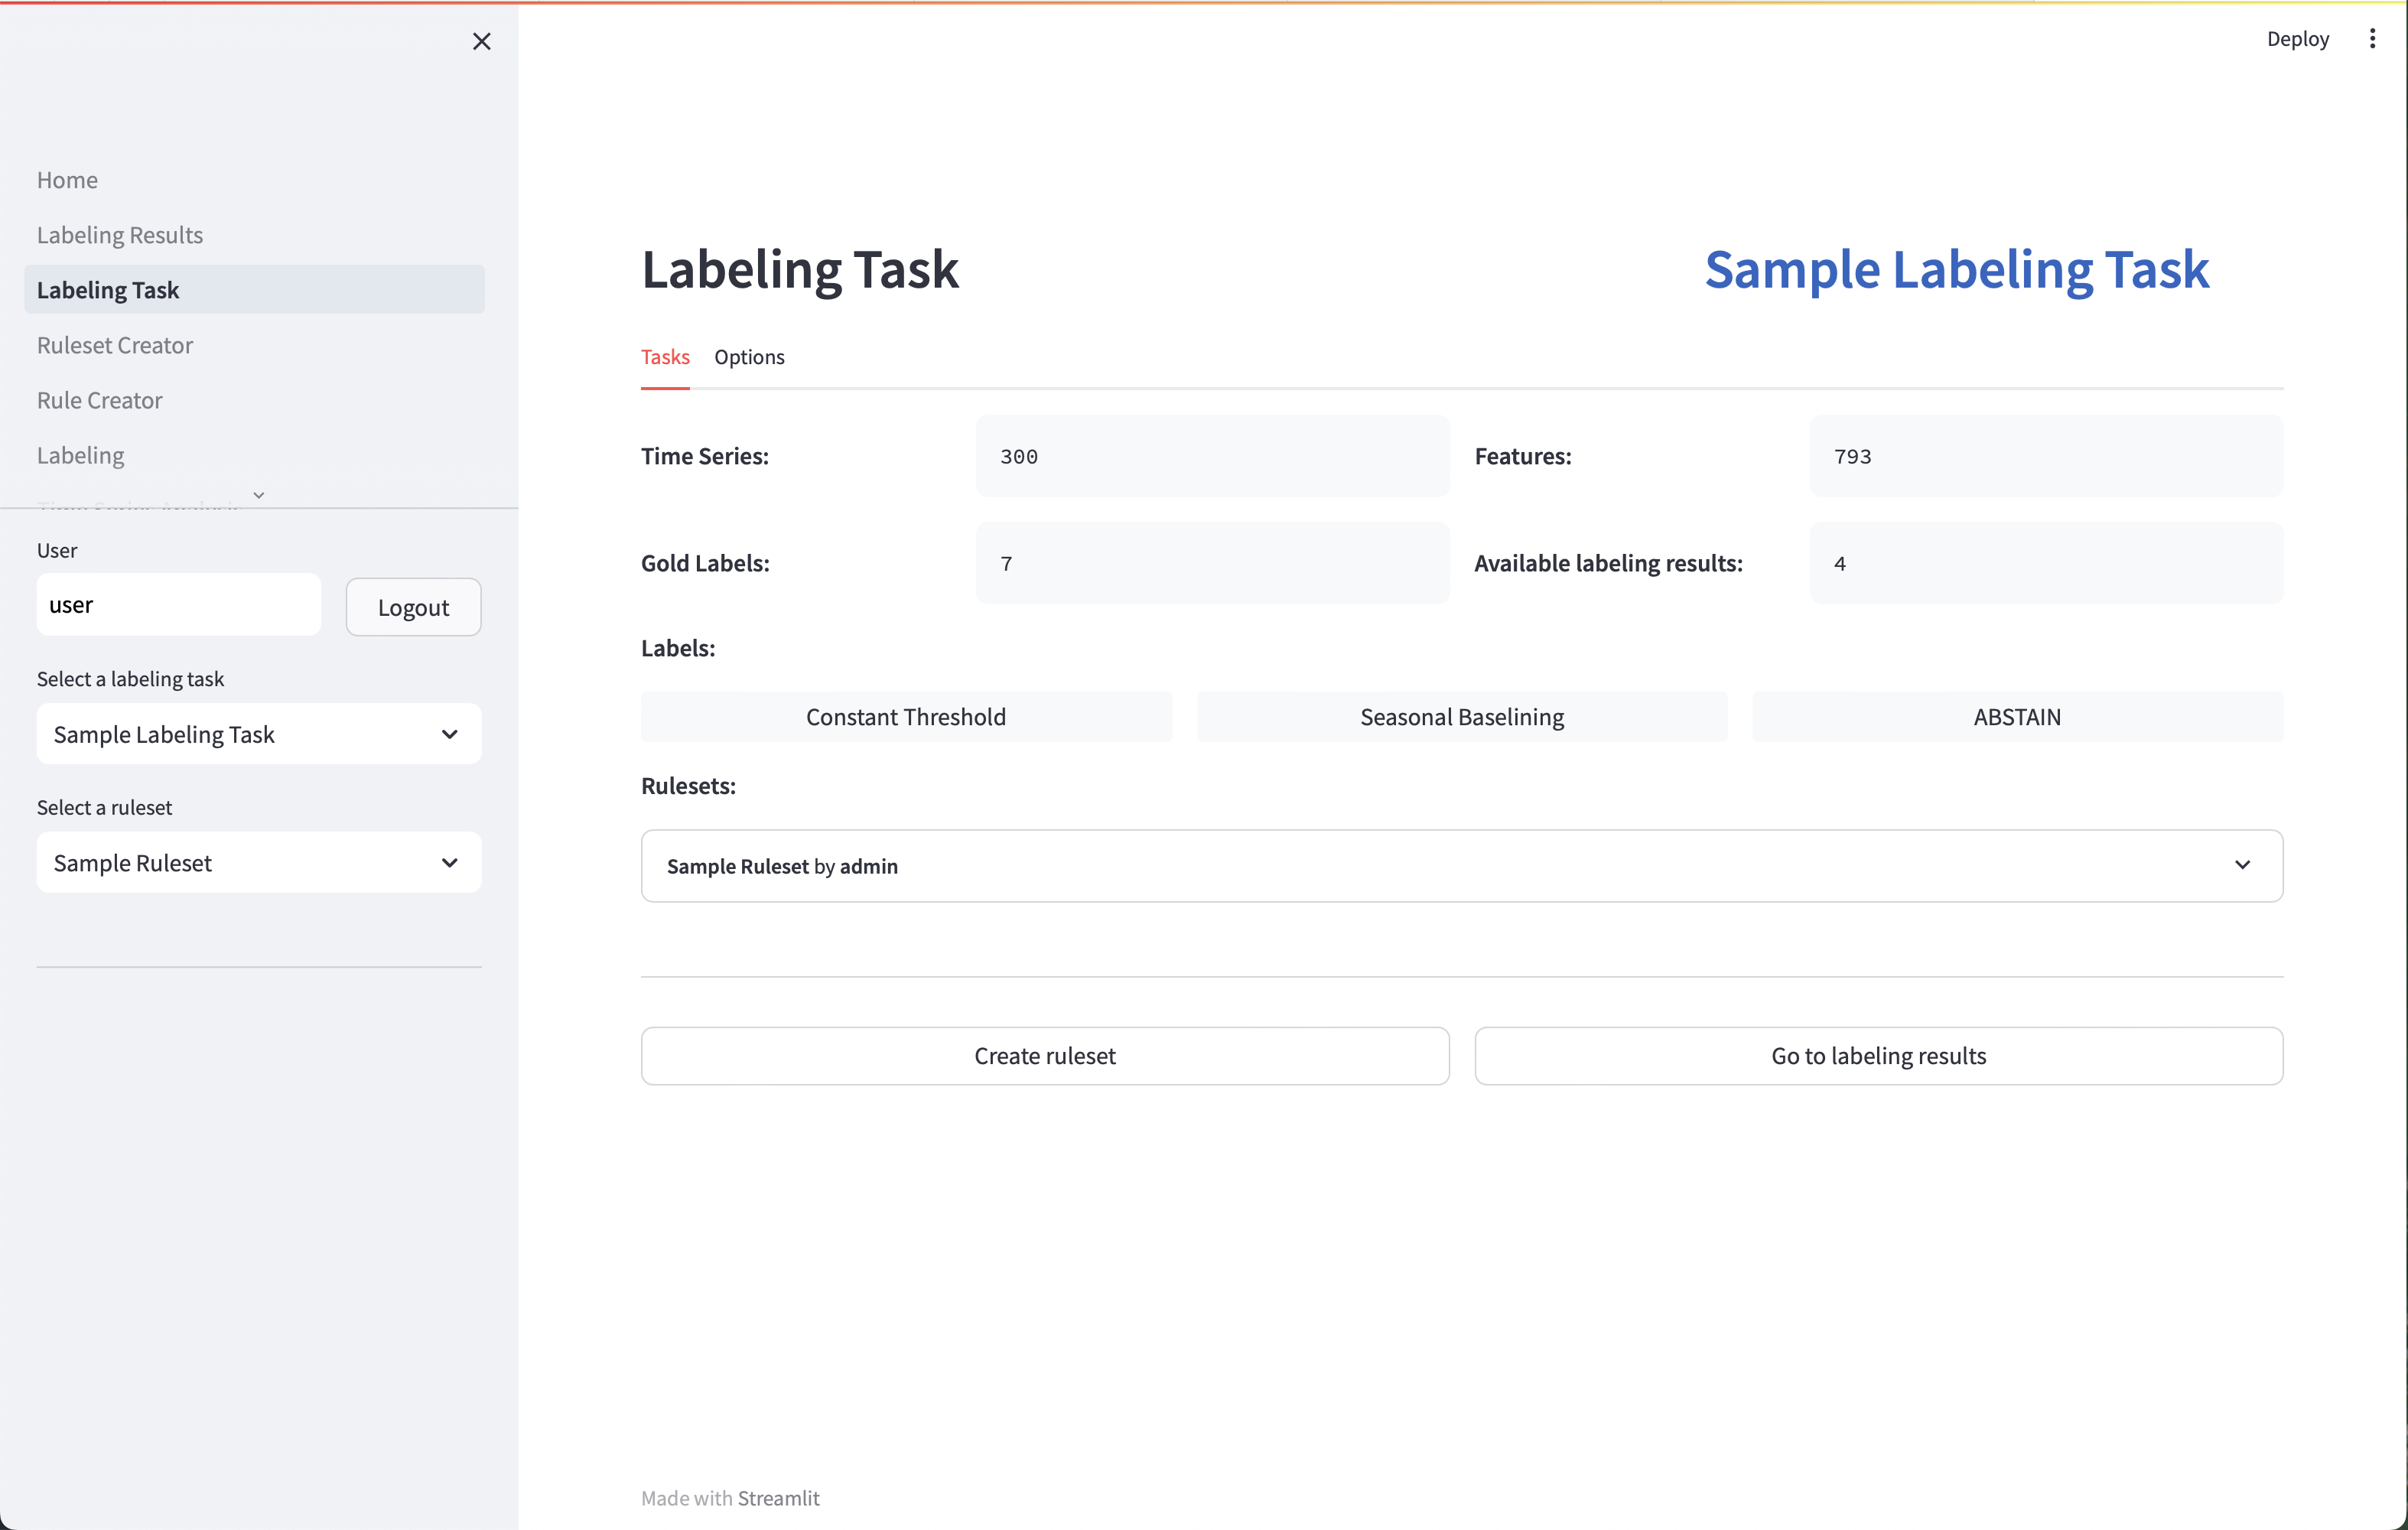 Deploy
Home
Labeling Results
Labeling Task
Ruleset Creator
Rule Creator
Labeling
User
user
Logout
Select a labeling task
Sample Labeling Task
Select a ruleset
Sample Ruleset
Labeling Task
Sample Labeling Task
Tasks Options
Time Series: 300 Features: 793
Gold Labels: 7 Available labeling results: 4
Labels:
Constant Threshold Seasonal Baselining ABSTAIN
Rulesets:
Sample Ruleset by admin
Create ruleset Go to labeling results
Made with Streamlit